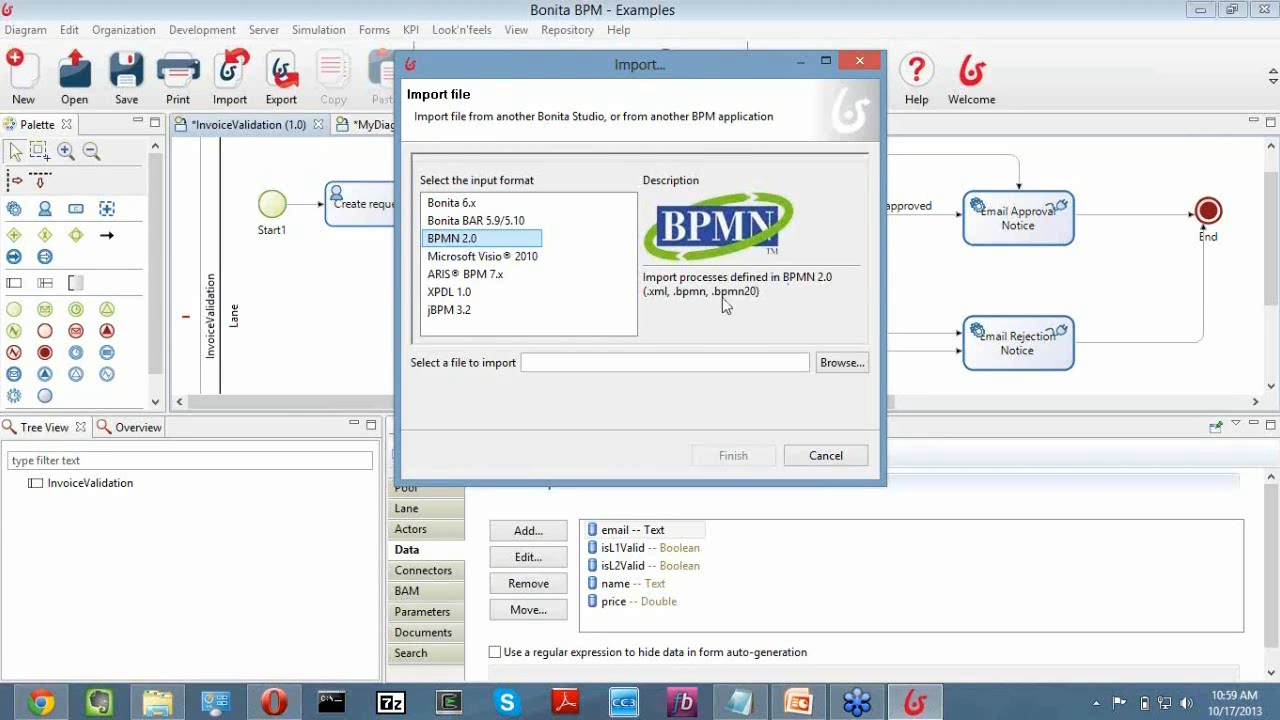 Bonita BPM - Examples
Diagram Edit Organization Development Server Simulation Forms KPI Look'n'feels View Repository Help
New Open Save Print Import Export Copy Help Welcome
Import...
Import file
Import file from another Bonita Studio, or from another BPM application
Palette
*InvoiceValidation (1.0)
Select the input format
Bonita 6.x
Bonita BAR 5.9/5.10
BPMN 2.0
Microsoft Visio® 2010
ARIS® BPM 7.x
XPDL 1.0
jBPM 3.2
Description
BPMN TM
Import processes defined in BPMN 2.0
(.xml, .bpmn, .bpmn20)
Select a file to import
Browse...
Finish Cancel
InvoiceValidation
Lane
Start1
approved
Email Approval
Notice
End
Email Rejection
Notice
Tree View Overview
type filter text
InvoiceValidation
Pool
Lane
Actors
Data
Connectors
BAM
Parameters
Documents
Search
Add...
Edit...
Remove
Move...
email -- Text
isL1Valid -- Boolean
isL2Valid -- Boolean
name -- Text
price -- Double
Use a regular expression to hide data in form auto-generation
7z
CC3
fb
10:59 AM
10/17/2013